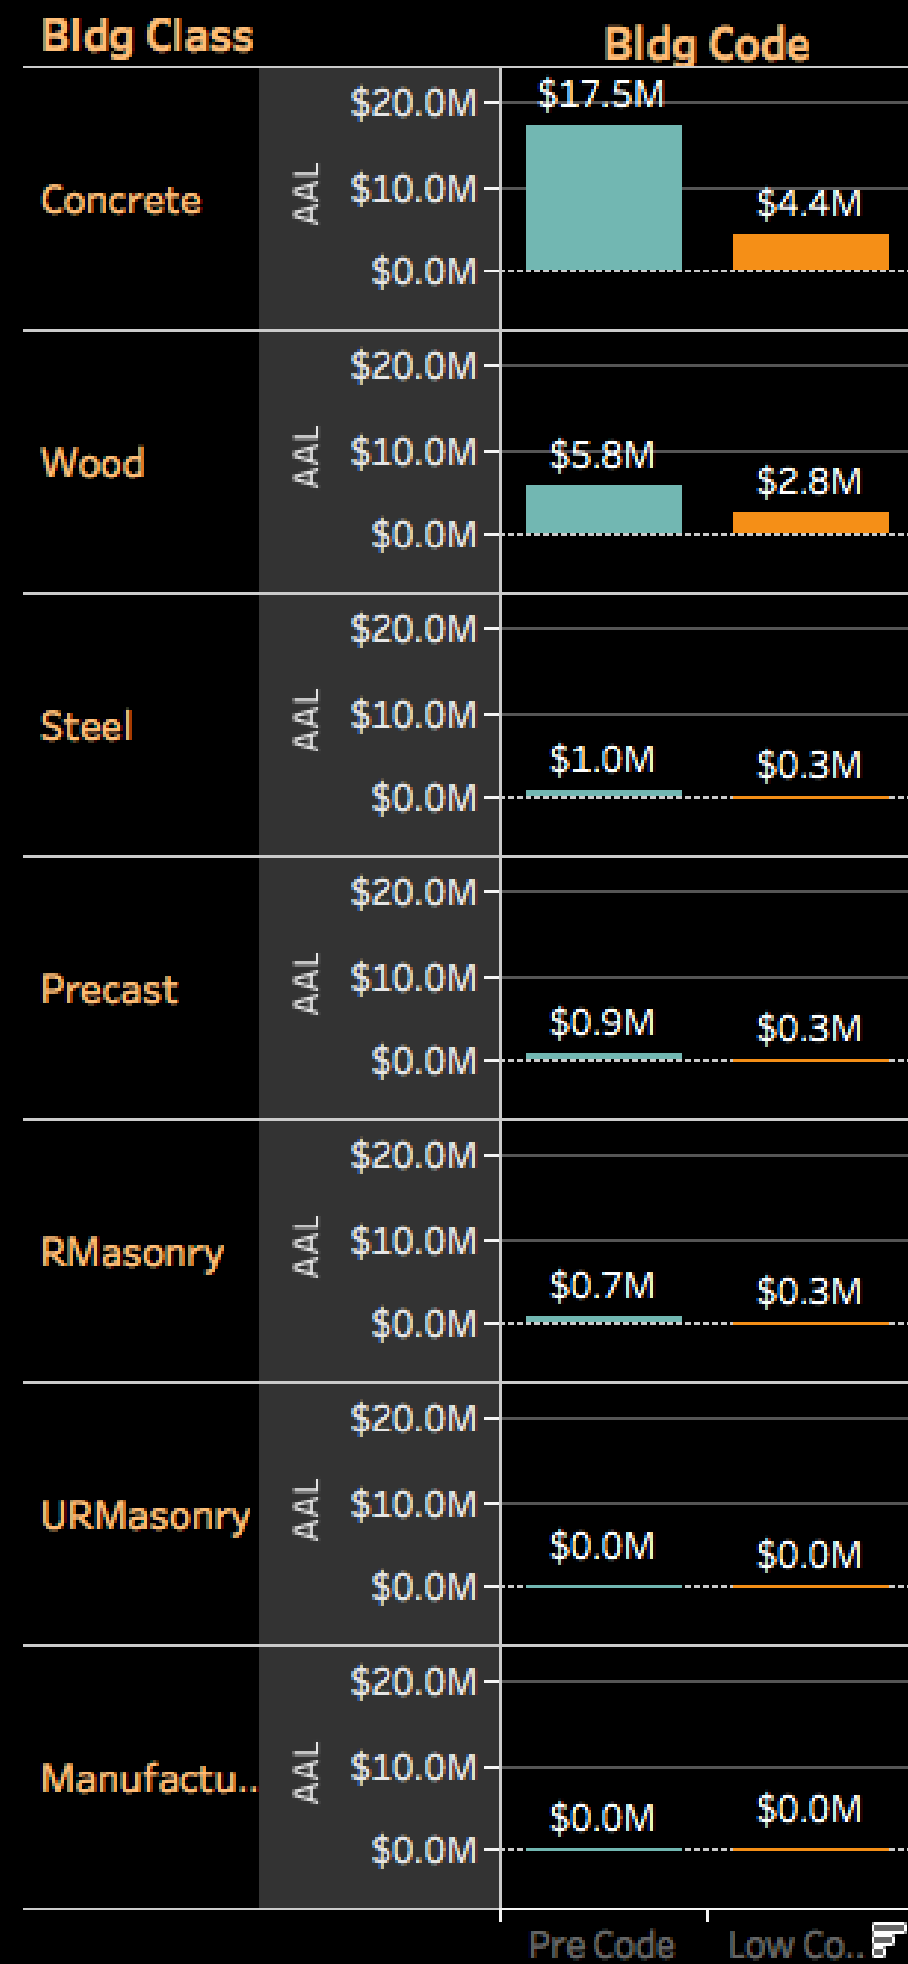 Bldg Class
Bldg Code
Concrete
AAL
$20.0M
$10.0M
$0.0M
$17.5M
$4.4M
Wood
AAL
$20.0M
$10.0M
$0.0M
$5.8M
$2.8M
Steel
AAL
$20.0M
$10.0M
$0.0M
$1.0M
$0.3M
Precast
AAL
$20.0M
$10.0M
$0.0M
$0.9M
$0.3M
RMasonry
AAL
$20.0M
$10.0M
$0.0M
$0.7M
$0.3M
URMasonry
AAL
$20.0M
$10.0M
$0.0M
$0.0M
$0.0M
Manufactu..
AAL
$20.0M
$10.0M
$0.0M
$0.0M
$0.0M
Pre Code
Low Co..